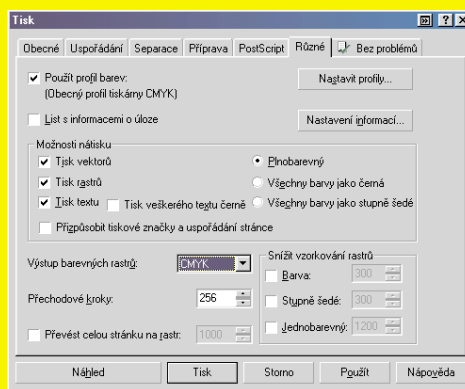 Tisk
Obecné Uspořádání Separace Příprava PostScript Různé Bez problémů
Použít profil barev: Nastavit profily...
(Obecný profil tiskárny CMYK)
List s informacemi o úloze Nastavení informací...
Možnosti nátisku
Tisk vektorů Plnobarevný
Tisk rastrů Všechny barvy jako černá
Tisk textu Tisk veškerého textu černě Všechny barvy jako stupně šedé
Přizpůsobit tiskové značky a uspořádání stránce
Výstup barevných rastrů: CMYK Snížit vzorkování rastrů
Barva: 300
Přechodové kroky: 256 Stupně šedé: 300
Převést celou stránku na rastr: 1000 Jednobarevný: 1200
Náhled Tisk Storno Použít Nápověda